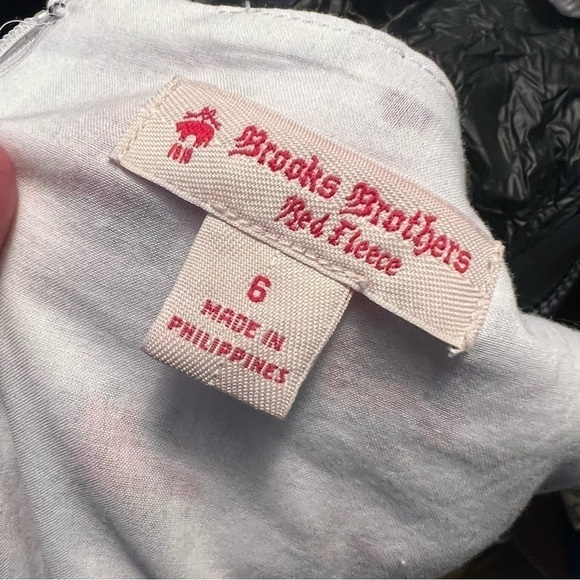 Brooks Brothers
Red Fleece
6
MADE IN
PHILIPPINES